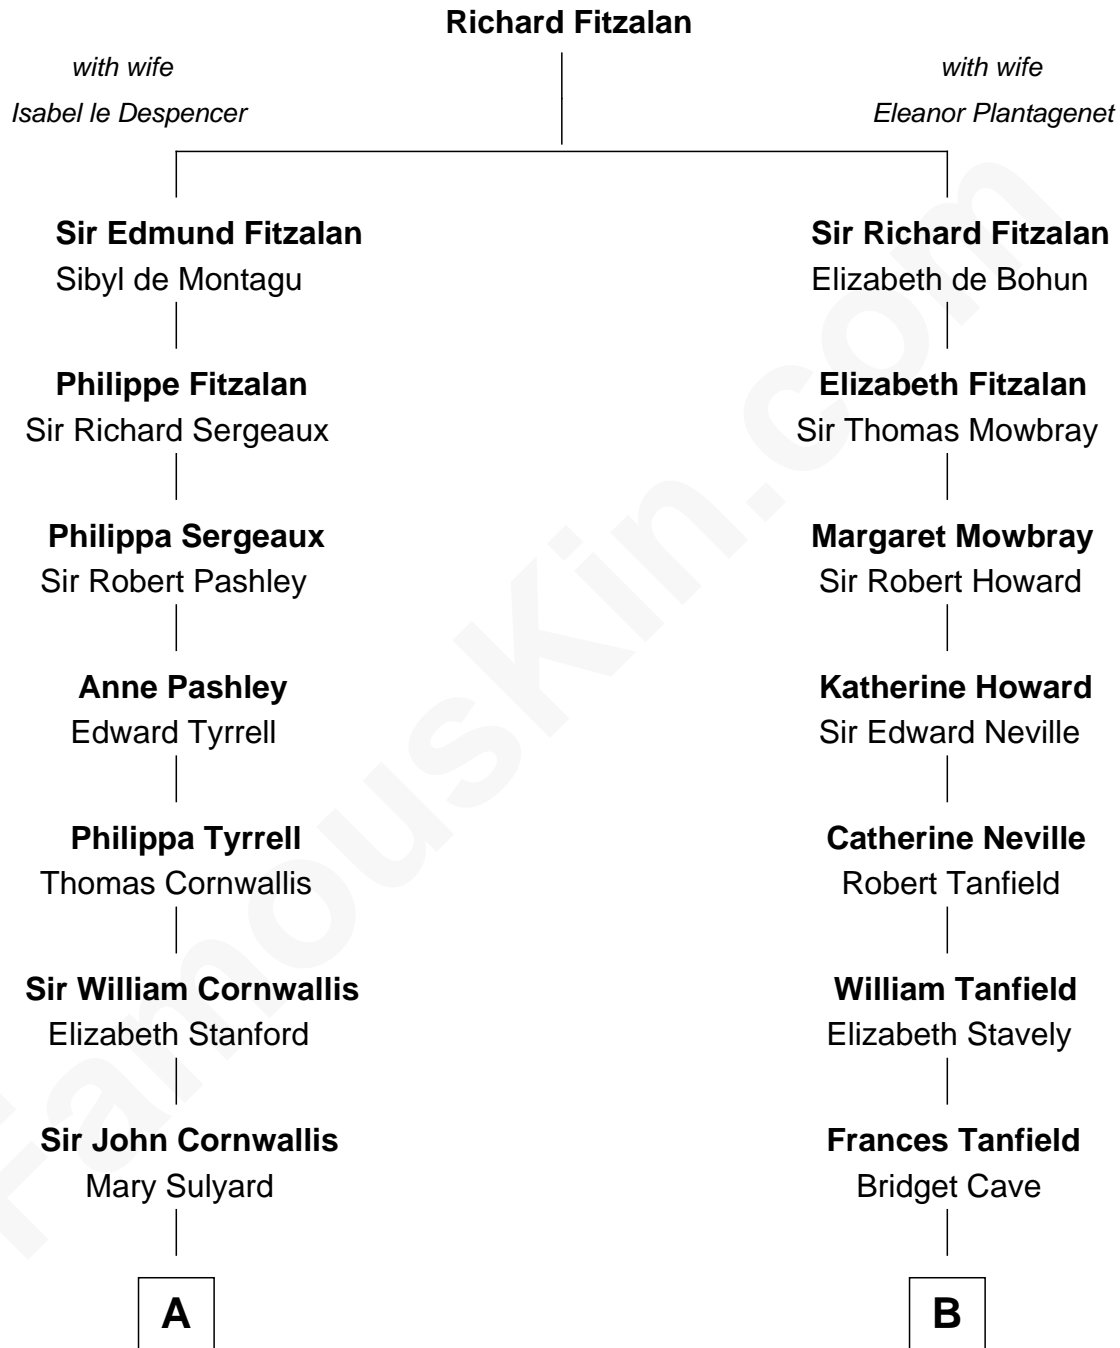 Richard Fitzalan
with wife
Isabel le Despencer
with wife
Eleanor Plantagenet
Sir Edmund Fitzalan
Sibyl de Montagu
Sir Richard Fitzalan
Elizabeth de Bohun
Philippe Fitzalan
Sir Richard Sergeaux
Elizabeth Fitzalan
Sir Thomas Mowbray
Philippa Sergeaux
Sir Robert Pashley
Margaret Mowbray
Sir Robert Howard
Anne Pashley
Edward Tyrrell
Katherine Howard
Sir Edward Neville
Philippa Tyrrell
Thomas Cornwallis
Catherine Neville
Robert Tanfield
Sir William Cornwallis
Elizabeth Stanford
William Tanfield
Elizabeth Stavely
Sir John Cornwallis
Mary Sulyard
Frances Tanfield
Bridget Cave
A
B
FamousKin.com